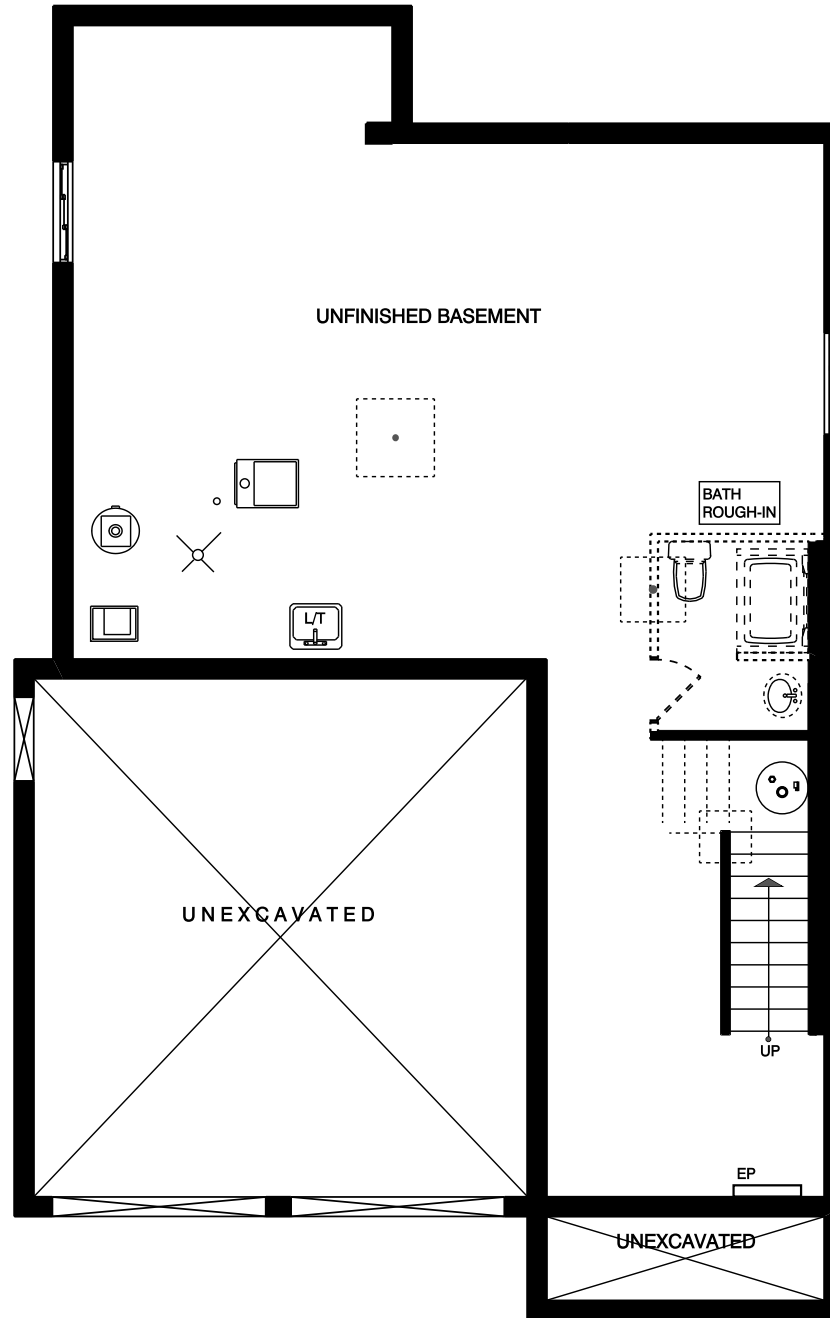 UNFINISHED BASEMENT
BATH
ROUGH-IN
L/T
UNEXCAVATED
UP
EP
UNEXCAVATED